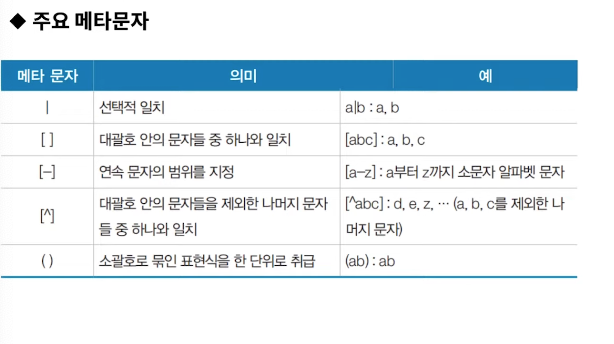 ◆ 주요 메타문자
메타 문자 의미 예
| 선택적 일치 a|b : a, b
[ ] 대괄호 안의 문자들 중 하나와 일치 [abc] : a, b, c
[–] 연속 문자의 범위를 지정 [a–z] : a부터 z까지 소문자 알파벳 문자
[^] 대괄호 안의 문자들을 제외한 나머지 문자 [^abc] : d, e, z, … (a, b, c를 제외한 나
들 중 하나와 일치 머지 문자)
( ) 소괄호로 묶인 표현식을 한 단위로 취급 (ab) : ab